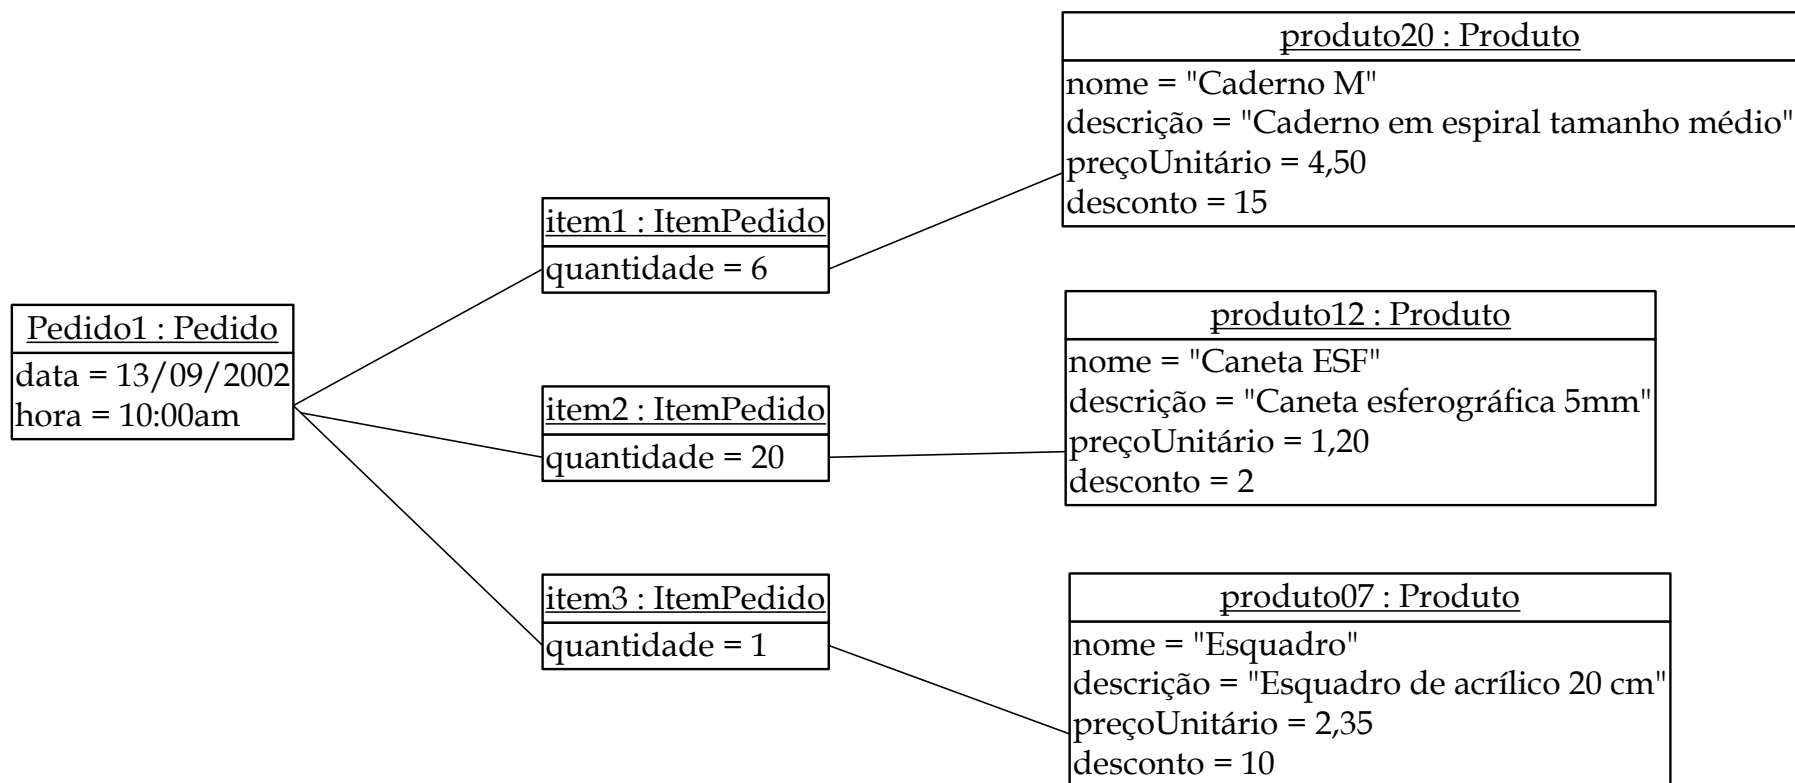 produto20 : Produto
nome = "Caderno M"
descrição = "Caderno em espiral tamanho médio"
preçoUnitário = 4,50
desconto = 15
item1 : ItemPedido
quantidade = 6
Pedido1 : Pedido
data = 13/09/2002
hora = 10:00am
produto12 : Produto
nome = "Caneta ESF"
descrição = "Caneta esferográfica 5mm"
preçoUnitário = 1,20
desconto = 2
item2 : ItemPedido
quantidade = 20
item3 : ItemPedido
quantidade = 1
produto07 : Produto
nome = "Esquadro"
descrição = "Esquadro de acrílico 20 cm"
preçoUnitário = 2,35
desconto = 10